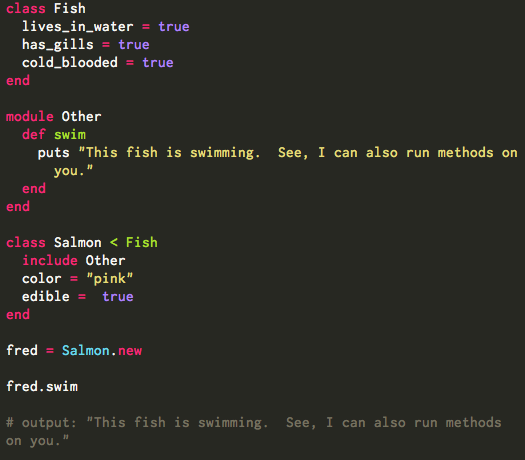 class Fish
  lives_in_water = true
  has_gills = true
  cold_blooded = true
end

module Other
  def swim
    puts "This fish is swimming.  See, I can also run methods on
      you."
  end
end

class Salmon < Fish
  include Other
  color = "pink"
  edible =  true
end

fred = Salmon.new

fred.swim

# output: "This fish is swimming.  See, I can also run methods
on you."